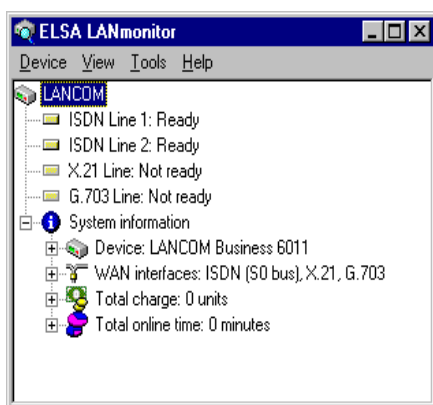 ELSA LANmonitor
Device View Tools Help
LANCOM
ISDN Line 1: Ready
ISDN Line 2: Ready
X.21 Line: Not ready
G.703 Line: Not ready
System information
Device: LANCOM Business 6011
WAN interfaces: ISDN (S0 bus), X.21, G.703
Total charge: 0 units
Total online time: 0 minutes